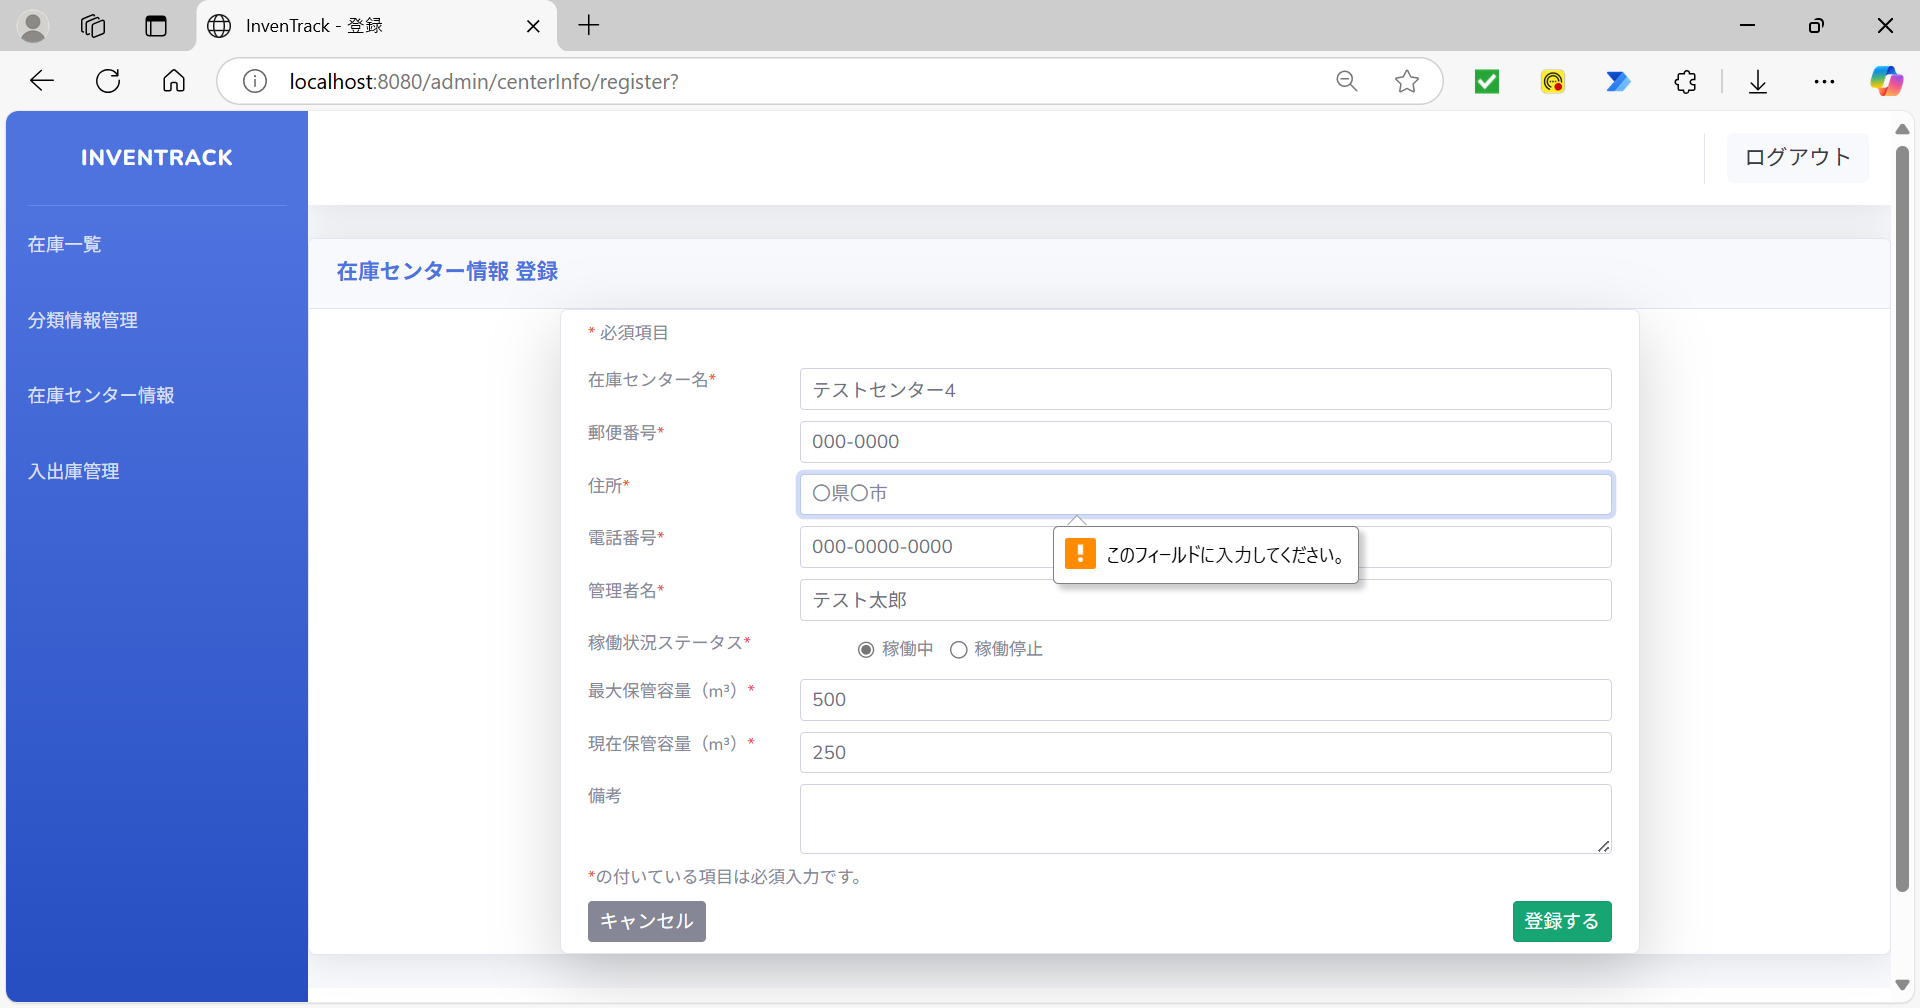 InvenTrack - 登録
localhost:8080/admin/centerInfo/register?
INVENTRACK
ログアウト
在庫一覧
分類情報管理
在庫センター情報
入出庫管理
在庫センター情報 登録
* 必須項目
在庫センター名*
テストセンター4
郵便番号*
000-0000
住所*
〇県〇市
電話番号*
000-0000-0000
このフィールドに入力してください。
管理者名*
テスト太郎
稼働状況ステータス*
稼働中 稼働停止
最大保管容量（m³）*
500
現在保管容量（m³）*
250
備考
*の付いている項目は必須入力です。
キャンセル
登録する